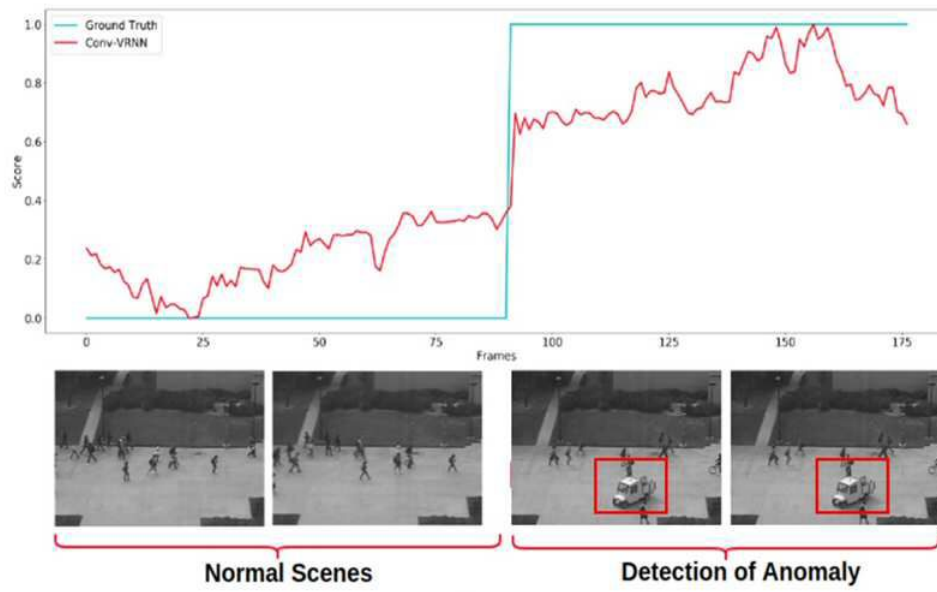 Ground Truth
Conv-VRNN
1.0
0.8
0.6
0.4
0.2
0.0
Score
0 25 50 75 100 125 150 175
Frames
Normal Scenes Detection of Anomaly